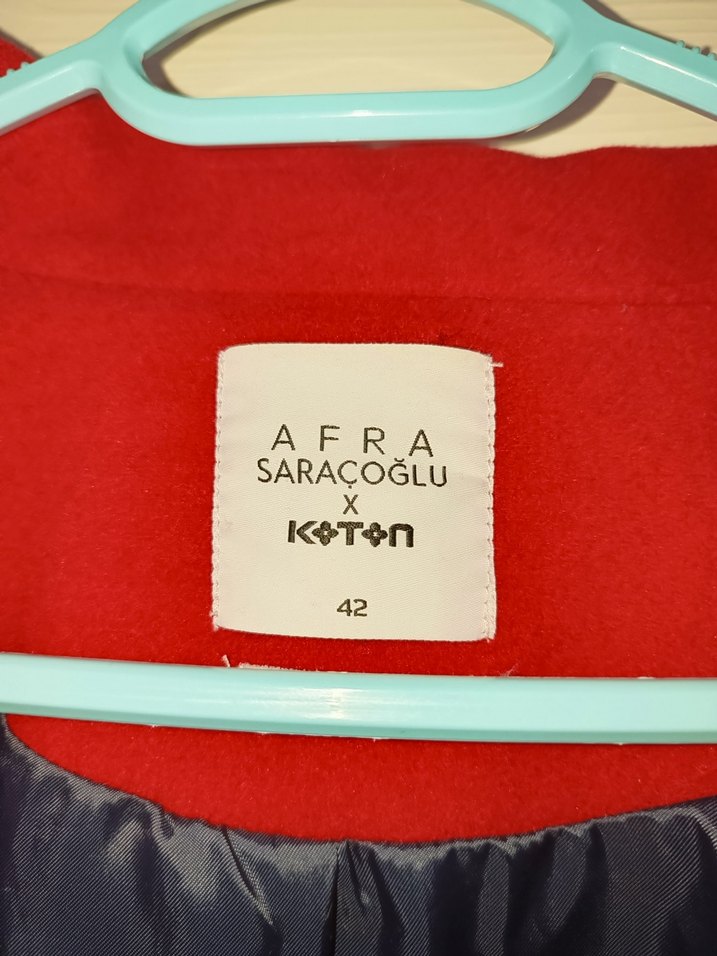 AFRA
SARAÇOĞLU
X
KOTON
42